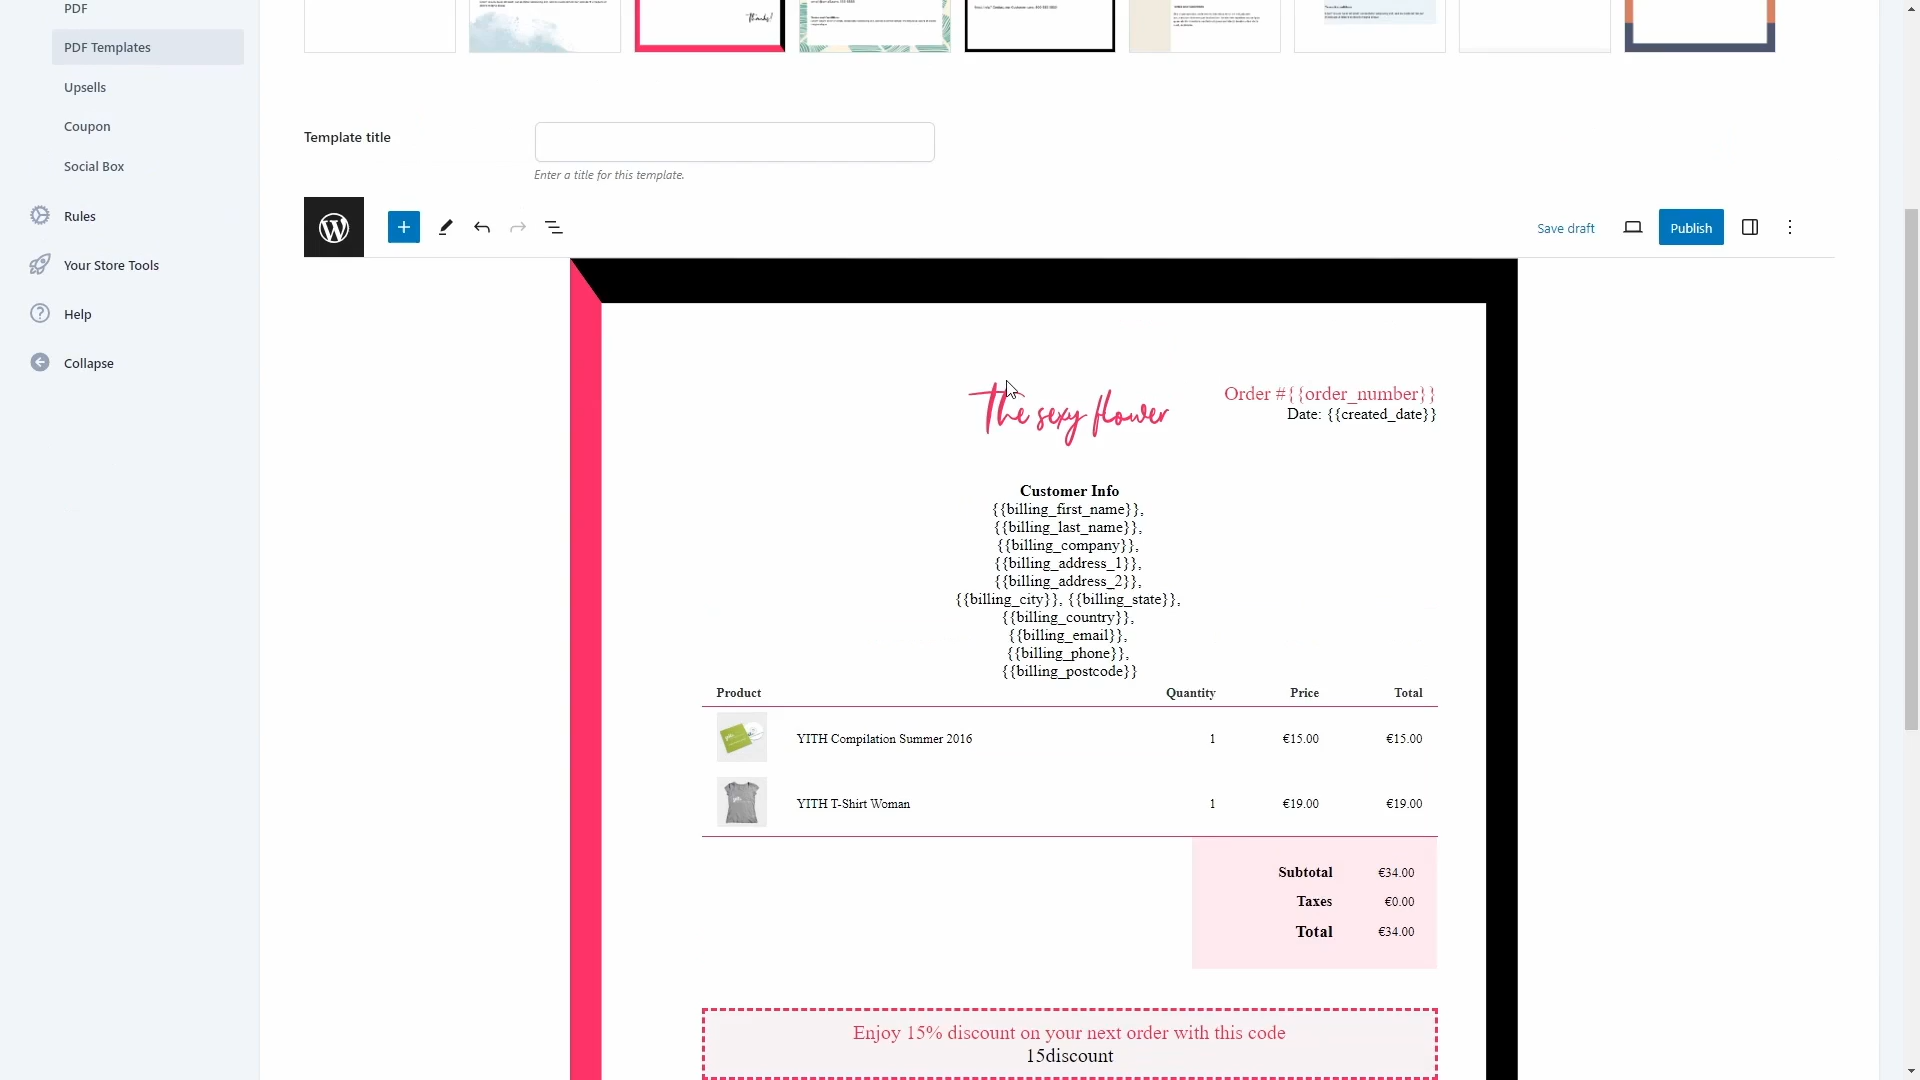 PDF
Thanks!
PDF Templates
Upsells
Coupon
Social Box
Rules
Your Store Tools
Help
Collapse
Template title
Enter a title for this template.
Save draft
Publish
The sexy flower
Order #{{order_number}}
Date: {{created_date}}
Customer Info
{{billing_first_name}},
{{billing_last_name}},
{{billing_company}},
{{billing_address_1}},
{{billing_address_2}},
{{billing_city}}, {{billing_state}},
{{billing_country}},
{{billing_email}},
{{billing_phone}},
{{billing_postcode}}
Product Quantity Price Total
YITH Compilation Summer 2016 1 €15.00 €15.00
YITH T-Shirt Woman 1 €19.00 €19.00
Subtotal €34.00
Taxes €0.00
Total €34.00
Enjoy 15% discount on your next order with this code
15discount